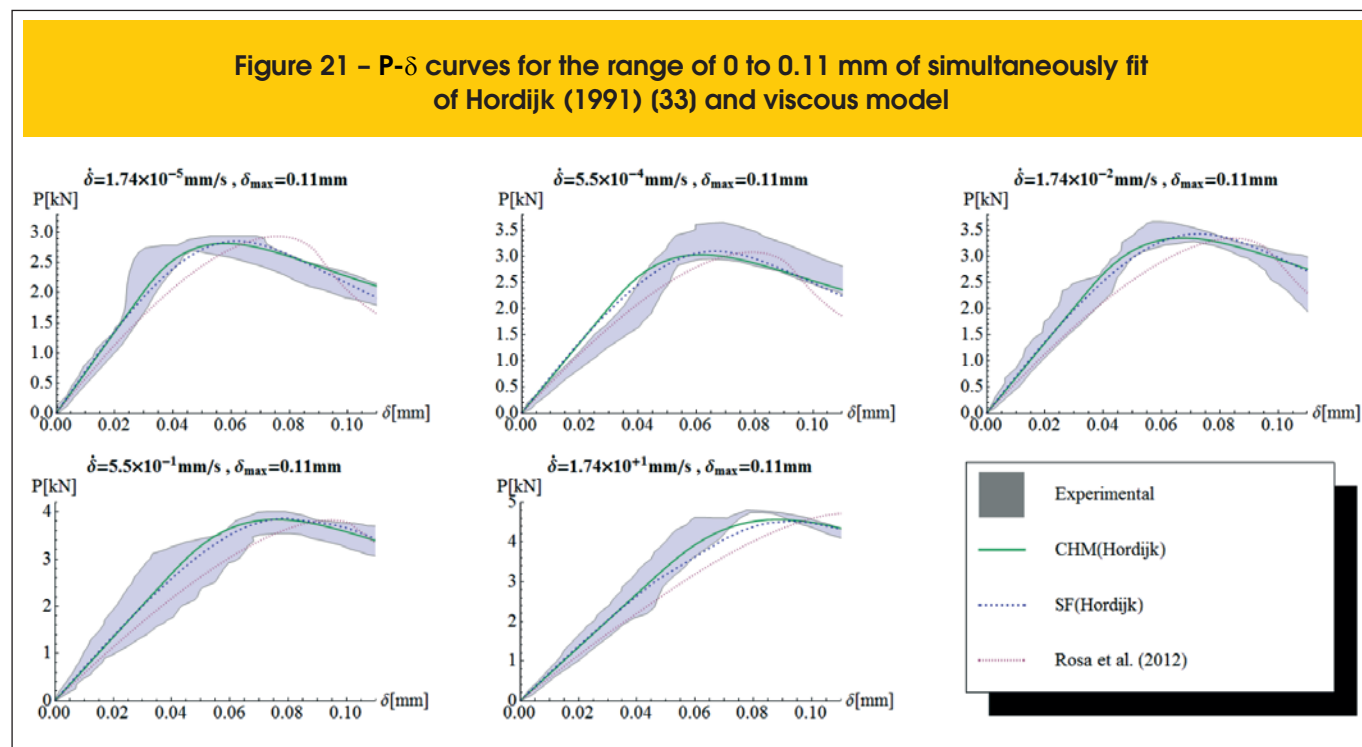 Figure 21 – P-δ curves for the range of 0 to 0.11 mm of simultaneously fit
of Hordijk (1991) (33) and viscous model
δ̇=1.74×10⁻⁵mm/s , δmax=0.11mm
P[kN]
3.0
2.5
2.0
1.5
1.0
0.5
0.0
0.00 0.02 0.04 0.06 0.08 0.10 δ[mm]
δ̇=5.5×10⁻⁴mm/s , δmax=0.11mm
P[kN]
3.5
3.0
2.5
2.0
1.5
1.0
0.5
0.0
0.00 0.02 0.04 0.06 0.08 0.10 δ[mm]
δ̇=1.74×10⁻²mm/s , δmax=0.11mm
P[kN]
3.5
3.0
2.5
2.0
1.5
1.0
0.5
0.0
0.00 0.02 0.04 0.06 0.08 0.10 δ[mm]
δ̇=5.5×10⁻¹mm/s , δmax=0.11mm
P[kN]
4
3
2
1
0
0.00 0.02 0.04 0.06 0.08 0.10 δ[mm]
δ̇=1.74×10⁺¹mm/s , δmax=0.11mm
P[kN]
5
4
3
2
1
0
0.00 0.02 0.04 0.06 0.08 0.10 δ[mm]
Experimental
CHM(Hordijk)
SF(Hordijk)
Rosa et al. (2012)